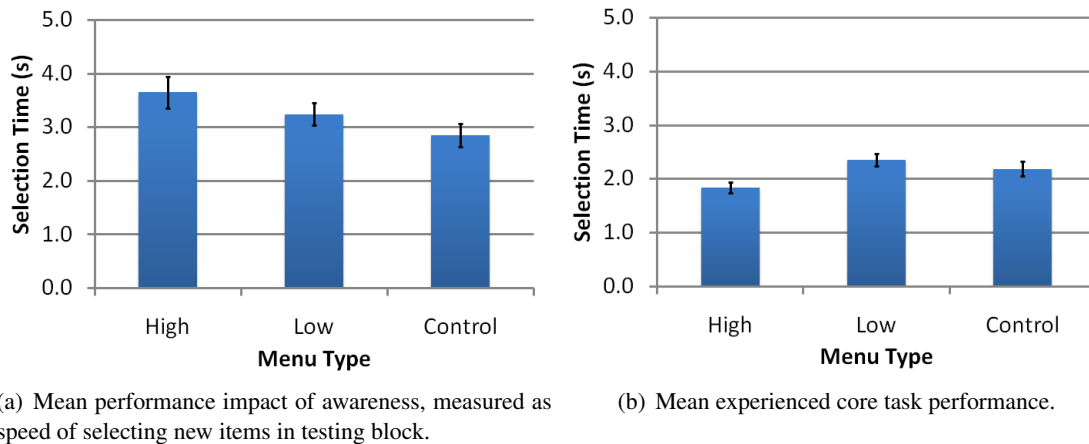 5.0
4.0
3.0
2.0
1.0
0.0
Selection Time (s)
High Low Control
Menu Type
(a) Mean performance impact of awareness, measured as
speed of selecting new items in testing block.
5.0
4.0
3.0
2.0
1.0
0.0
Selection Time (s)
High Low Control
Menu Type
(b) Mean experienced core task performance.